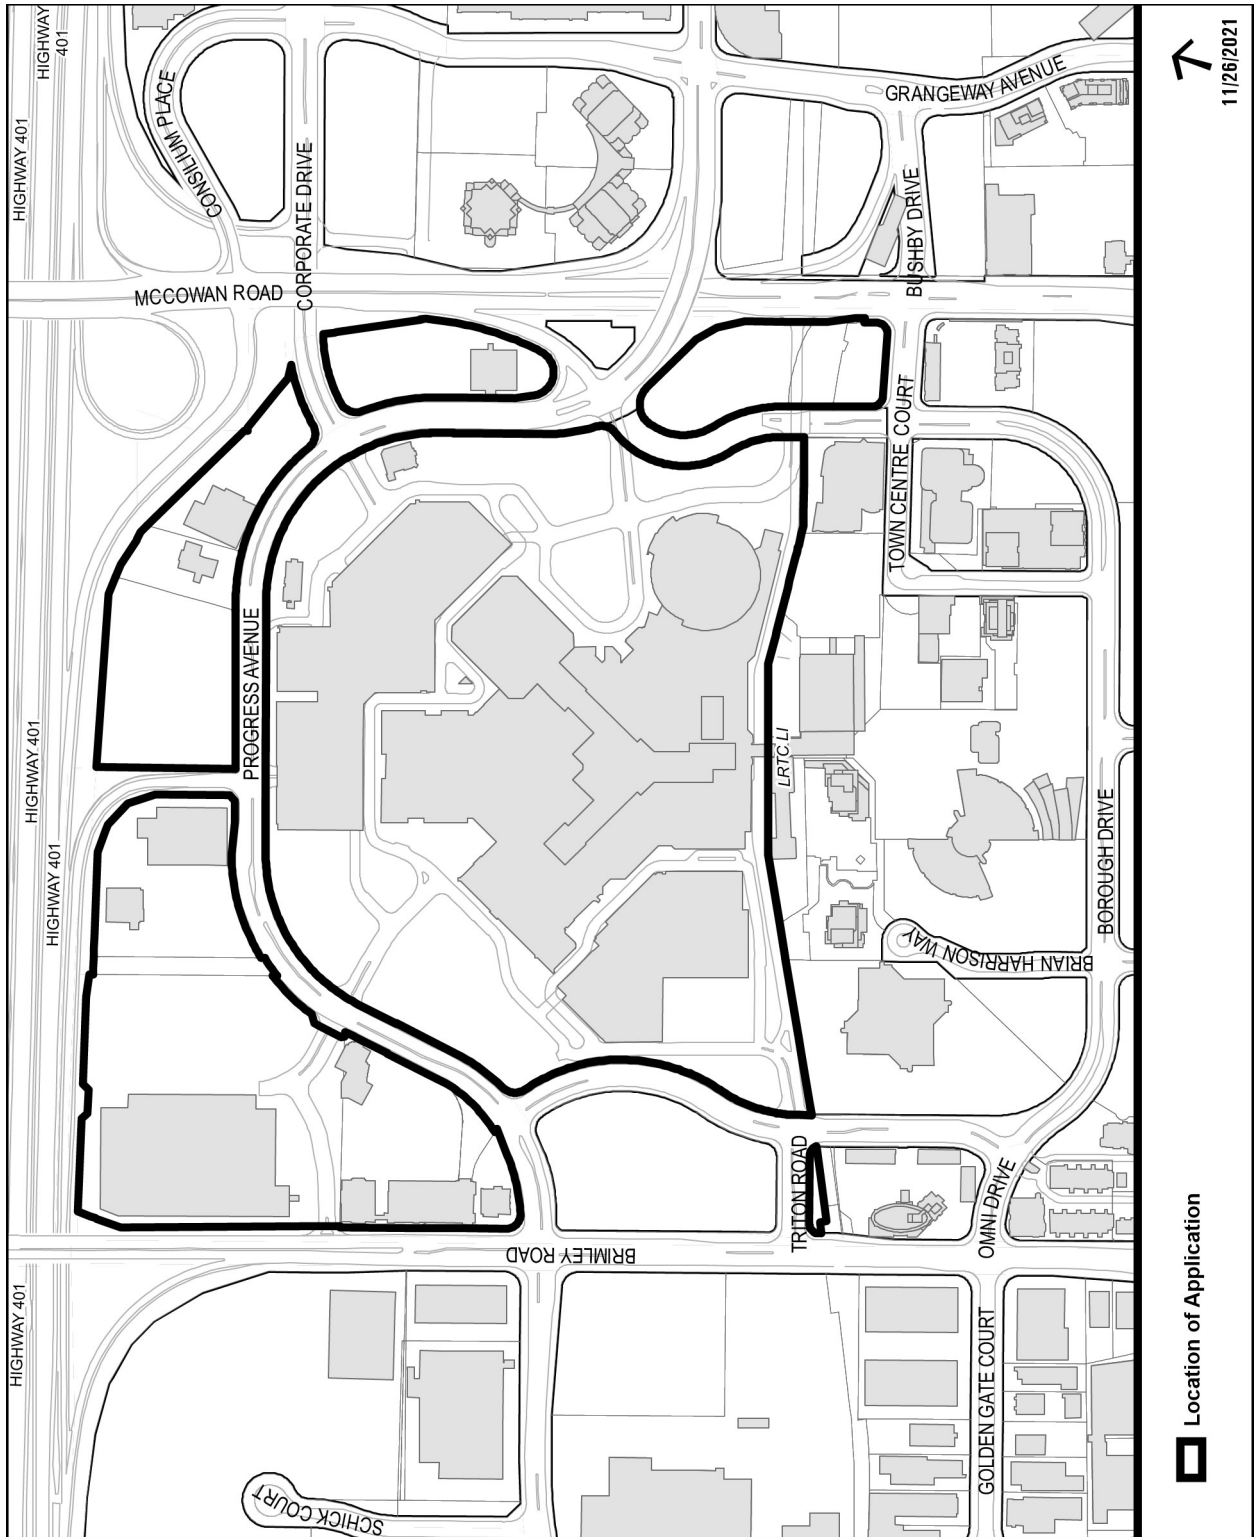 HIGHWAY 401
HIGHWAY
401
HIGHWAY 401
HIGHWAY 401
HIGHWAY 401
HIGHWAY 401
CONSILIUM PLACE
CORPORATE DRIVE
MCCOWAN ROAD
GRANGEWAY AVENUE
BUSHBY DRIVE
TOWN CENTRE COURT
PROGRESS AVENUE
LRTC.LI
BOROUGH DRIVE
BRIAN HARRISON WAY
TRITON ROAD
OMNI DRIVE
BRIMLEY ROAD
GOLDEN GATE COURT
SCHICK COURT
Location of Application
11/26/2021